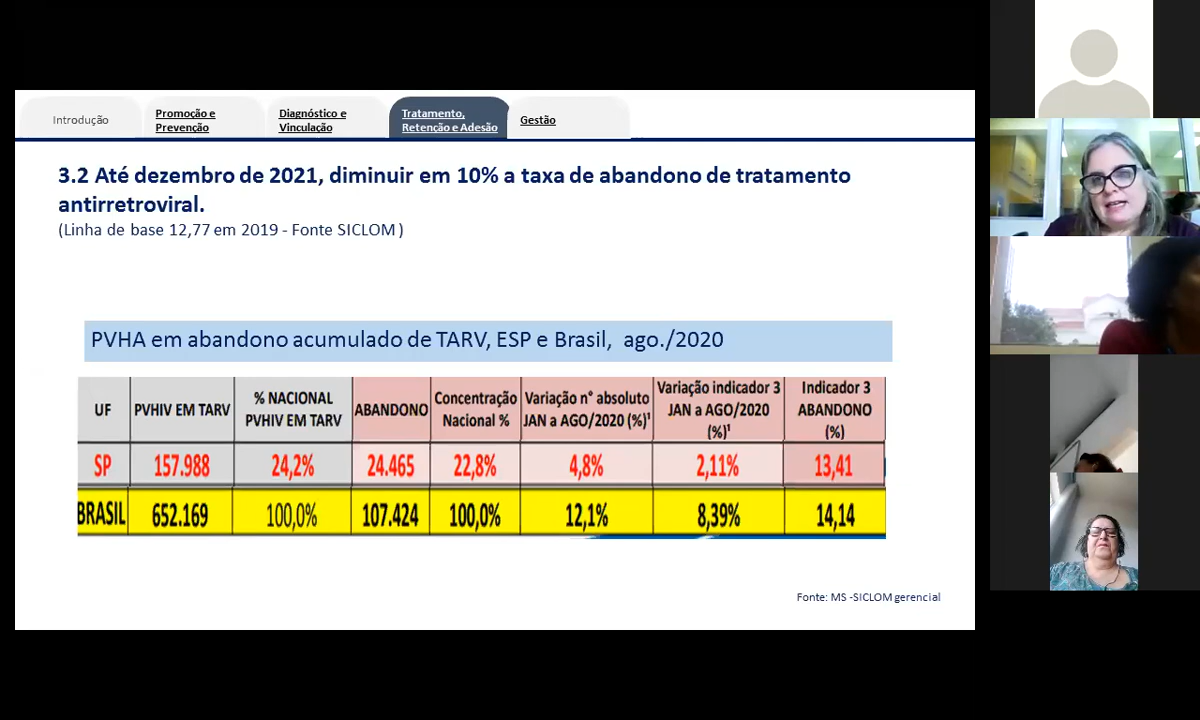 Introdução
Promoção e
Prevenção
Diagnóstico e
Vinculação
Tratamento,
Retenção e Adesão
Gestão
3.2 Até dezembro de 2021, diminuir em 10% a taxa de abandono de tratamento
antirretroviral.
(Linha de base 12,77 em 2019 - Fonte SICLOM )
PVHA em abandono acumulado de TARV, ESP e Brasil, ago./2020
UF
PVHIV EM TARV
% NACIONAL
PVHIV EM TARV
ABANDONO
Concentração
Nacional %
Variação n° absoluto
JAN a AGO/2020 (%)¹
Variação indicador 3
JAN a AGO/2020
(%)¹
Indicador 3
ABANDONO
(%)
SP 157.988 24,2% 24.465 22,8% 4,8% 2,11% 13,41
BRASIL 652.169 100,0% 107.424 100,0% 12,1% 8,39% 14,14
Fonte: MS -SICLOM gerencial